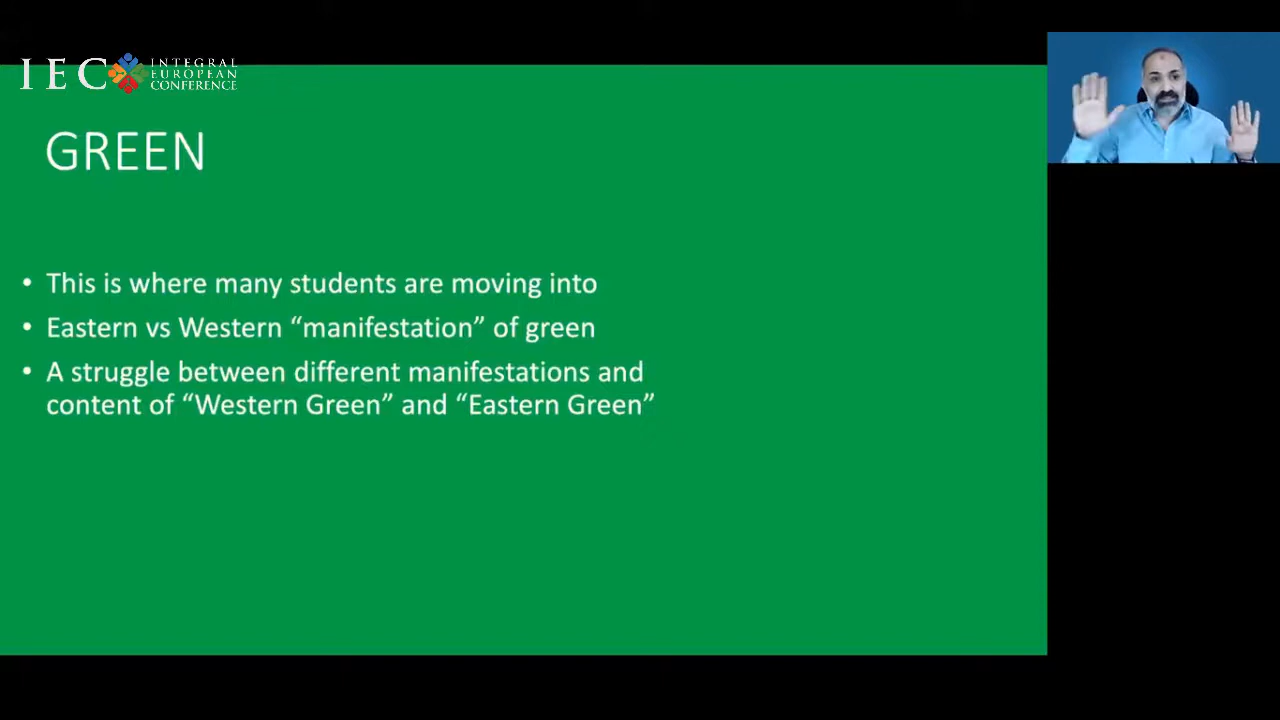 IEC INTEGRAL
EUROPEAN
CONFERENCE
GREEN
• This is where many students are moving into
• Eastern vs Western “manifestation” of green
• A struggle between different manifestations and
content of “Western Green” and “Eastern Green”